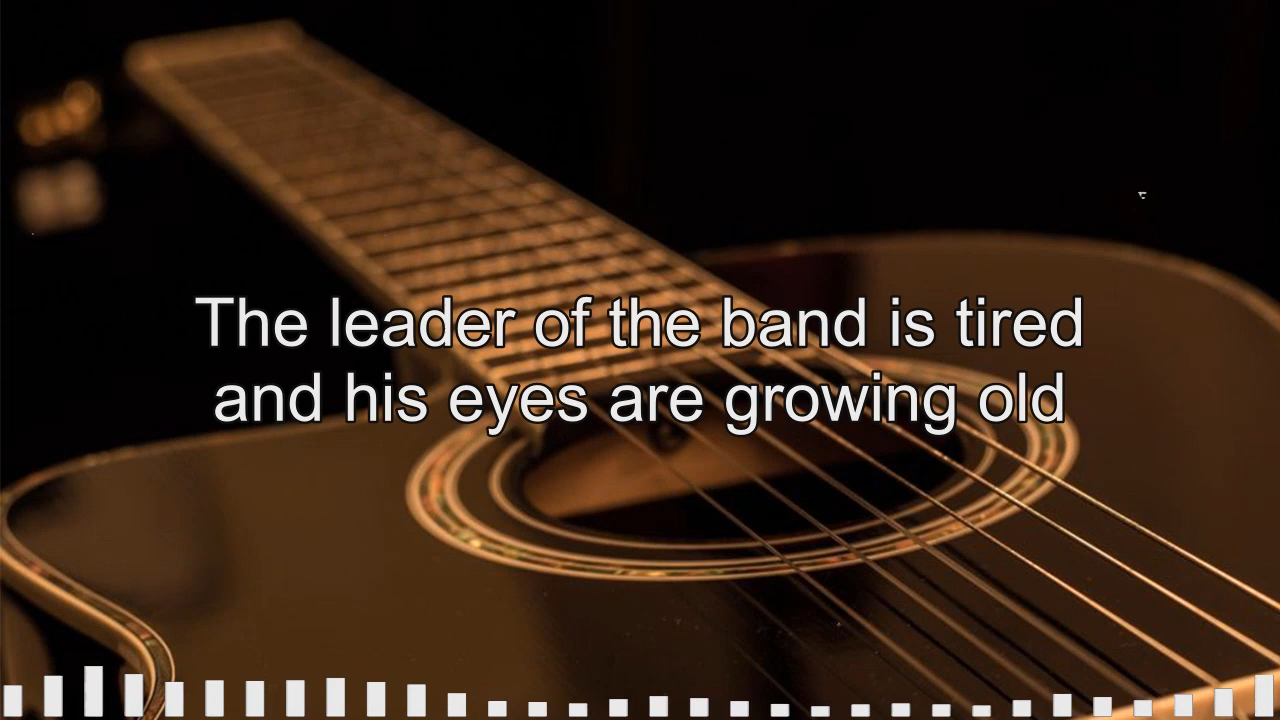 The leader of the band is tired
and his eyes are growing old